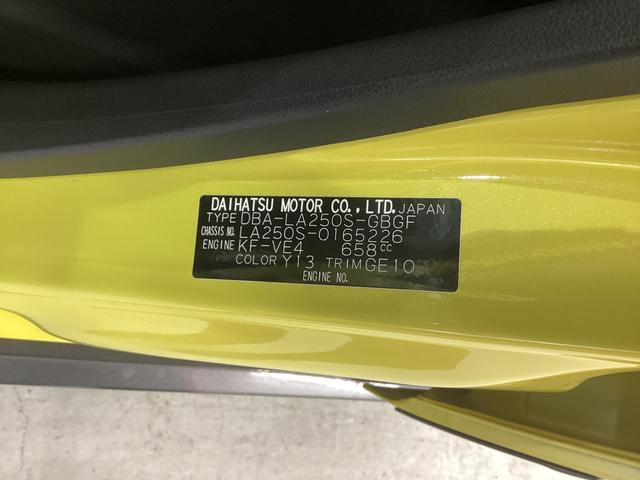 DAIHATSU MOTOR CO., LTD. JAPAN
TYPE DBA-LA250S-GBGF
CHASSIS NO. LA250S-0165226
ENGINE KF-VE4 658CC
COLOR Y13 TRIM GE10
ENGINE NO.